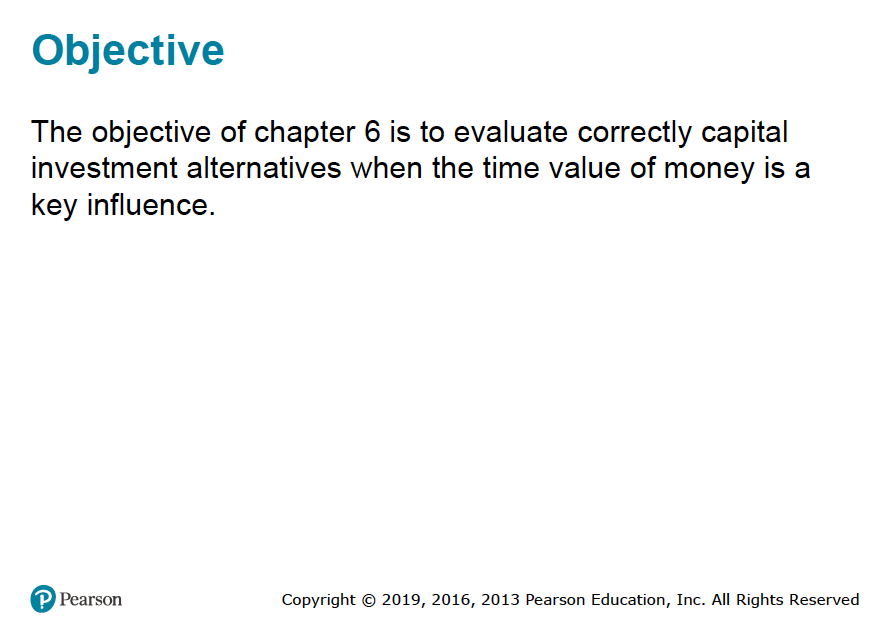 Objective
The objective of chapter 6 is to evaluate correctly capital
investment alternatives when the time value of money is a
key influence.
Pearson
Copyright © 2019, 2016, 2013 Pearson Education, Inc. All Rights Reserved